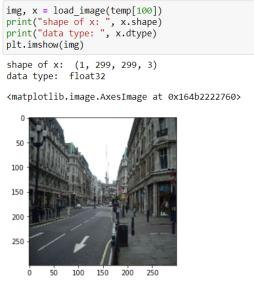 img, x = load_image(temp[100])
print("shape of x: ", x.shape)
print("data type: ", x.dtype)
plt.imshow(img)
shape of x:  (1, 299, 299, 3)
data type:  float32
<matplotlib.image.AxesImage at 0x164b2222760>
0
50
100
150
200
250
0 50 100 150 200 250